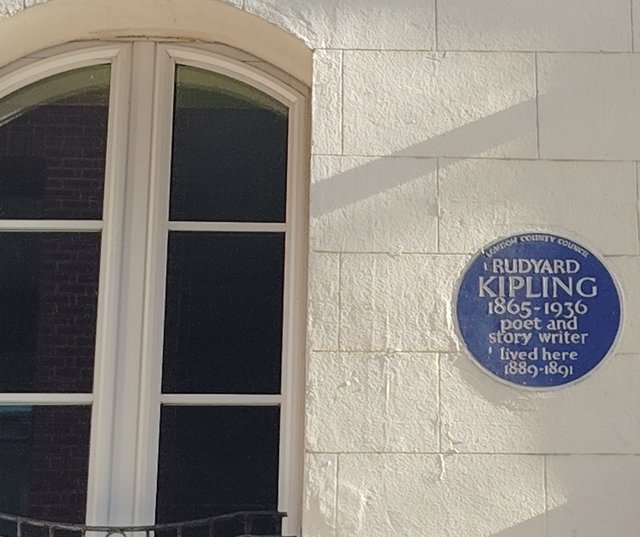 LONDON COUNTY COUNCIL
RUDYARD
KIPLING
1865-1936
poet and
story writer
lived here
1889-1891